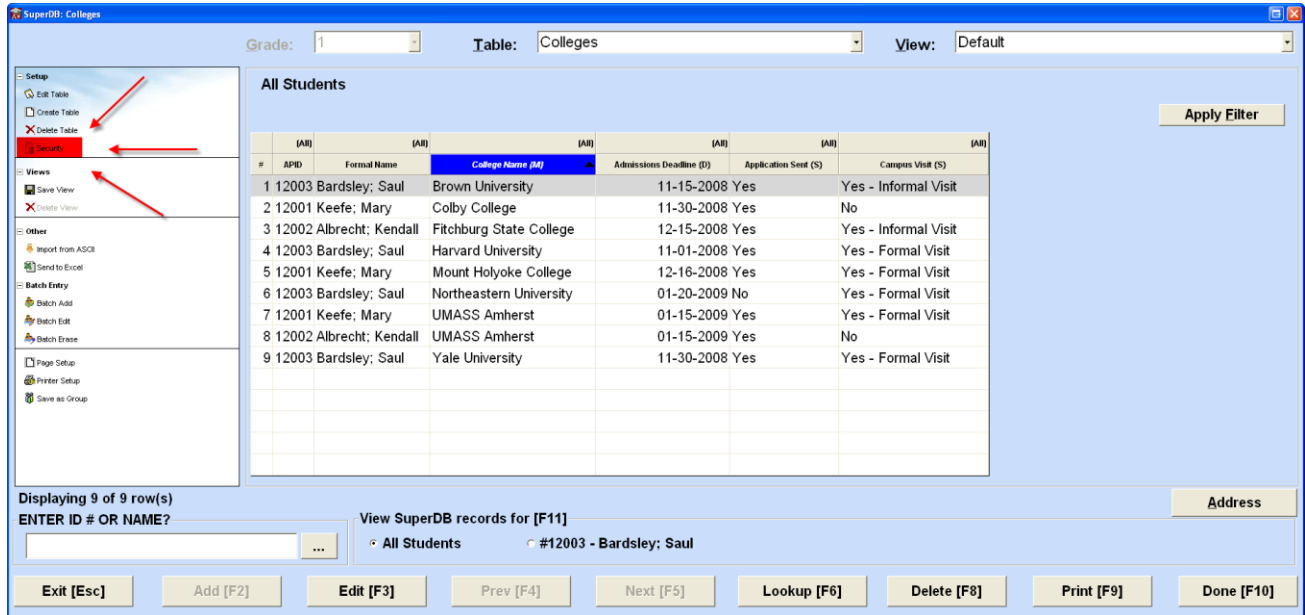 SuperDB: Colleges
Grade: 1 Table: Colleges View: Default
Setup
Edit Table
Create Table
Delete Table
Security
Views
Save View
Delete View
Other
Import from ASCII
Send to Excel
Batch Entry
Batch Add
Batch Edit
Batch Erase
Page Setup
Printer Setup
Save as Group
All Students
Apply Filter
(All) (All) (All) (All) (All) (All)
# APID Formal Name College Name (M) Admissions Deadline (D) Application Sent (S) Campus Visit (S)
1 12003 Bardsley; Saul Brown University 11-15-2008 Yes Yes - Informal Visit
2 12001 Keefe; Mary Colby College 11-30-2008 Yes No
3 12002 Albrecht; Kendall Fitchburg State College 12-15-2008 Yes Yes - Informal Visit
4 12003 Bardsley; Saul Harvard University 11-01-2008 Yes Yes - Formal Visit
5 12001 Keefe; Mary Mount Holyoke College 12-16-2008 Yes Yes - Formal Visit
6 12003 Bardsley; Saul Northeastern University 01-20-2009 No Yes - Formal Visit
7 12001 Keefe; Mary UMASS Amherst 01-15-2009 Yes Yes - Formal Visit
8 12002 Albrecht; Kendall UMASS Amherst 01-15-2009 Yes No
9 12003 Bardsley; Saul Yale University 11-30-2008 Yes Yes - Formal Visit
Displaying 9 of 9 row(s)
Address
ENTER ID # OR NAME?
...
View SuperDB records for [F11]
All Students #12003 - Bardsley; Saul
Exit [Esc] Add [F2] Edit [F3] Prev [F4] Next [F5] Lookup [F6] Delete [F8] Print [F9] Done [F10]